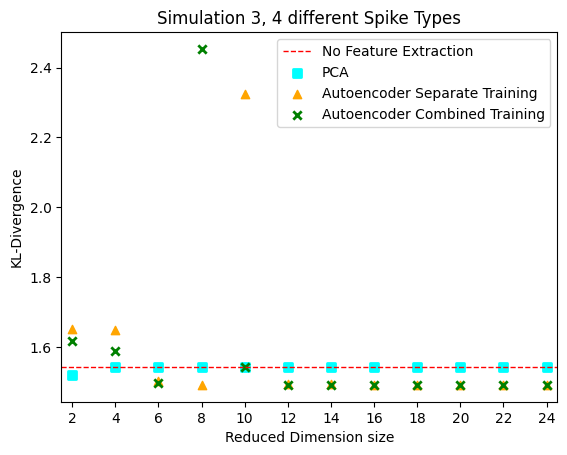 Simulation 3, 4 different Spike Types
No Feature Extraction
PCA
Autoencoder Separate Training
Autoencoder Combined Training
KL-Divergence
2.4
2.2
2.0
1.8
1.6
2 4 6 8 10 12 14 16 18 20 22 24
Reduced Dimension size